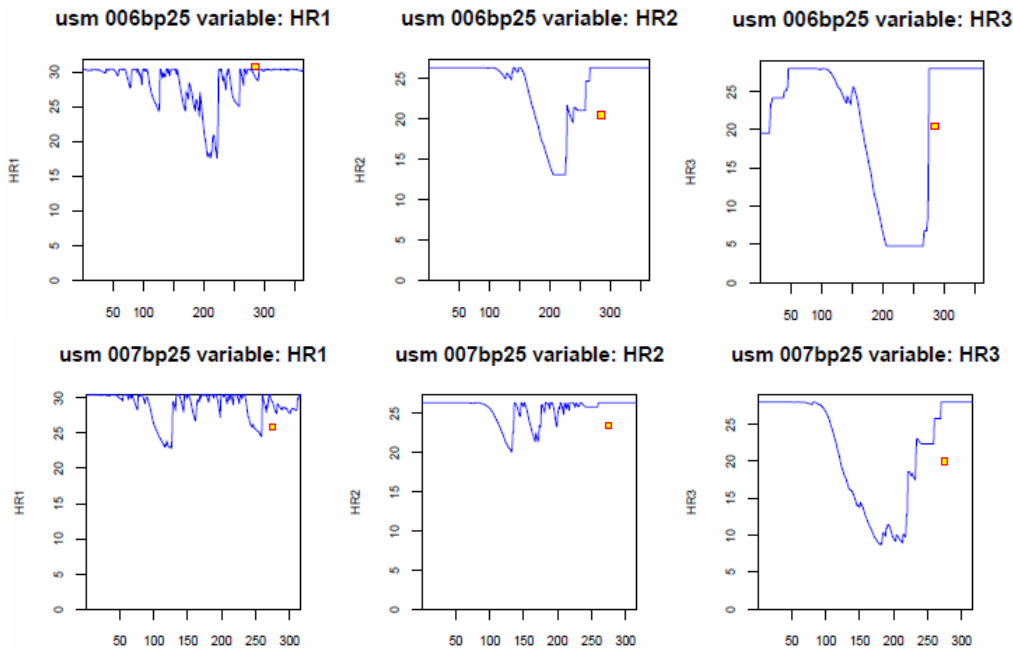 usm 006bp25 variable: HR1
usm 006bp25 variable: HR2
usm 006bp25 variable: HR3
HR1
0 5 10 15 20 25 30
50 100 200 300
HR2
0 5 10 15 20 25
50 100 200 300
HR3
0 5 10 15 20 25
50 100 200 300
usm 007bp25 variable: HR1
usm 007bp25 variable: HR2
usm 007bp25 variable: HR3
HR1
0 5 10 15 20 25 30
50 100 150 200 250 300
HR2
0 5 10 15 20 25
50 100 150 200 250 300
HR3
0 5 10 15 20 25
50 100 150 200 250 300